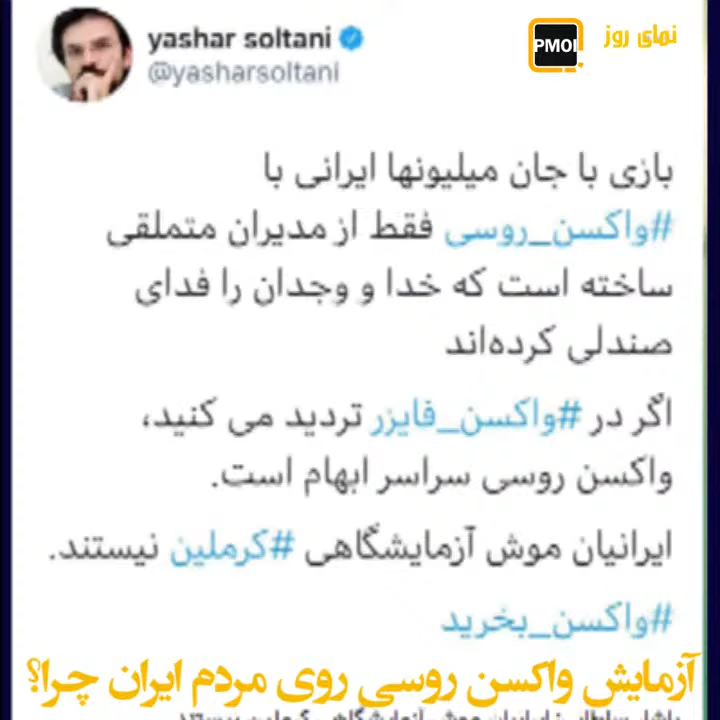 yashar soltani
@yasharsoltani
نمای روز
PMOI
بازی با جان میلیونها ایرانی با
#واکسن_روسی فقط از مدیران متملقی
ساخته است که خدا و وجدان را فدای
صندلی کرده‌اند
اگر در #واکسن_فایزر تردید می کنید،
واکسن روسی سراسر ابهام است.
ایرانیان موش آزمایشگاهی #کرملین نیستند.
#واکسن_بخرید
آزمایش واکسن روسی روی مردم ایران چرا؟